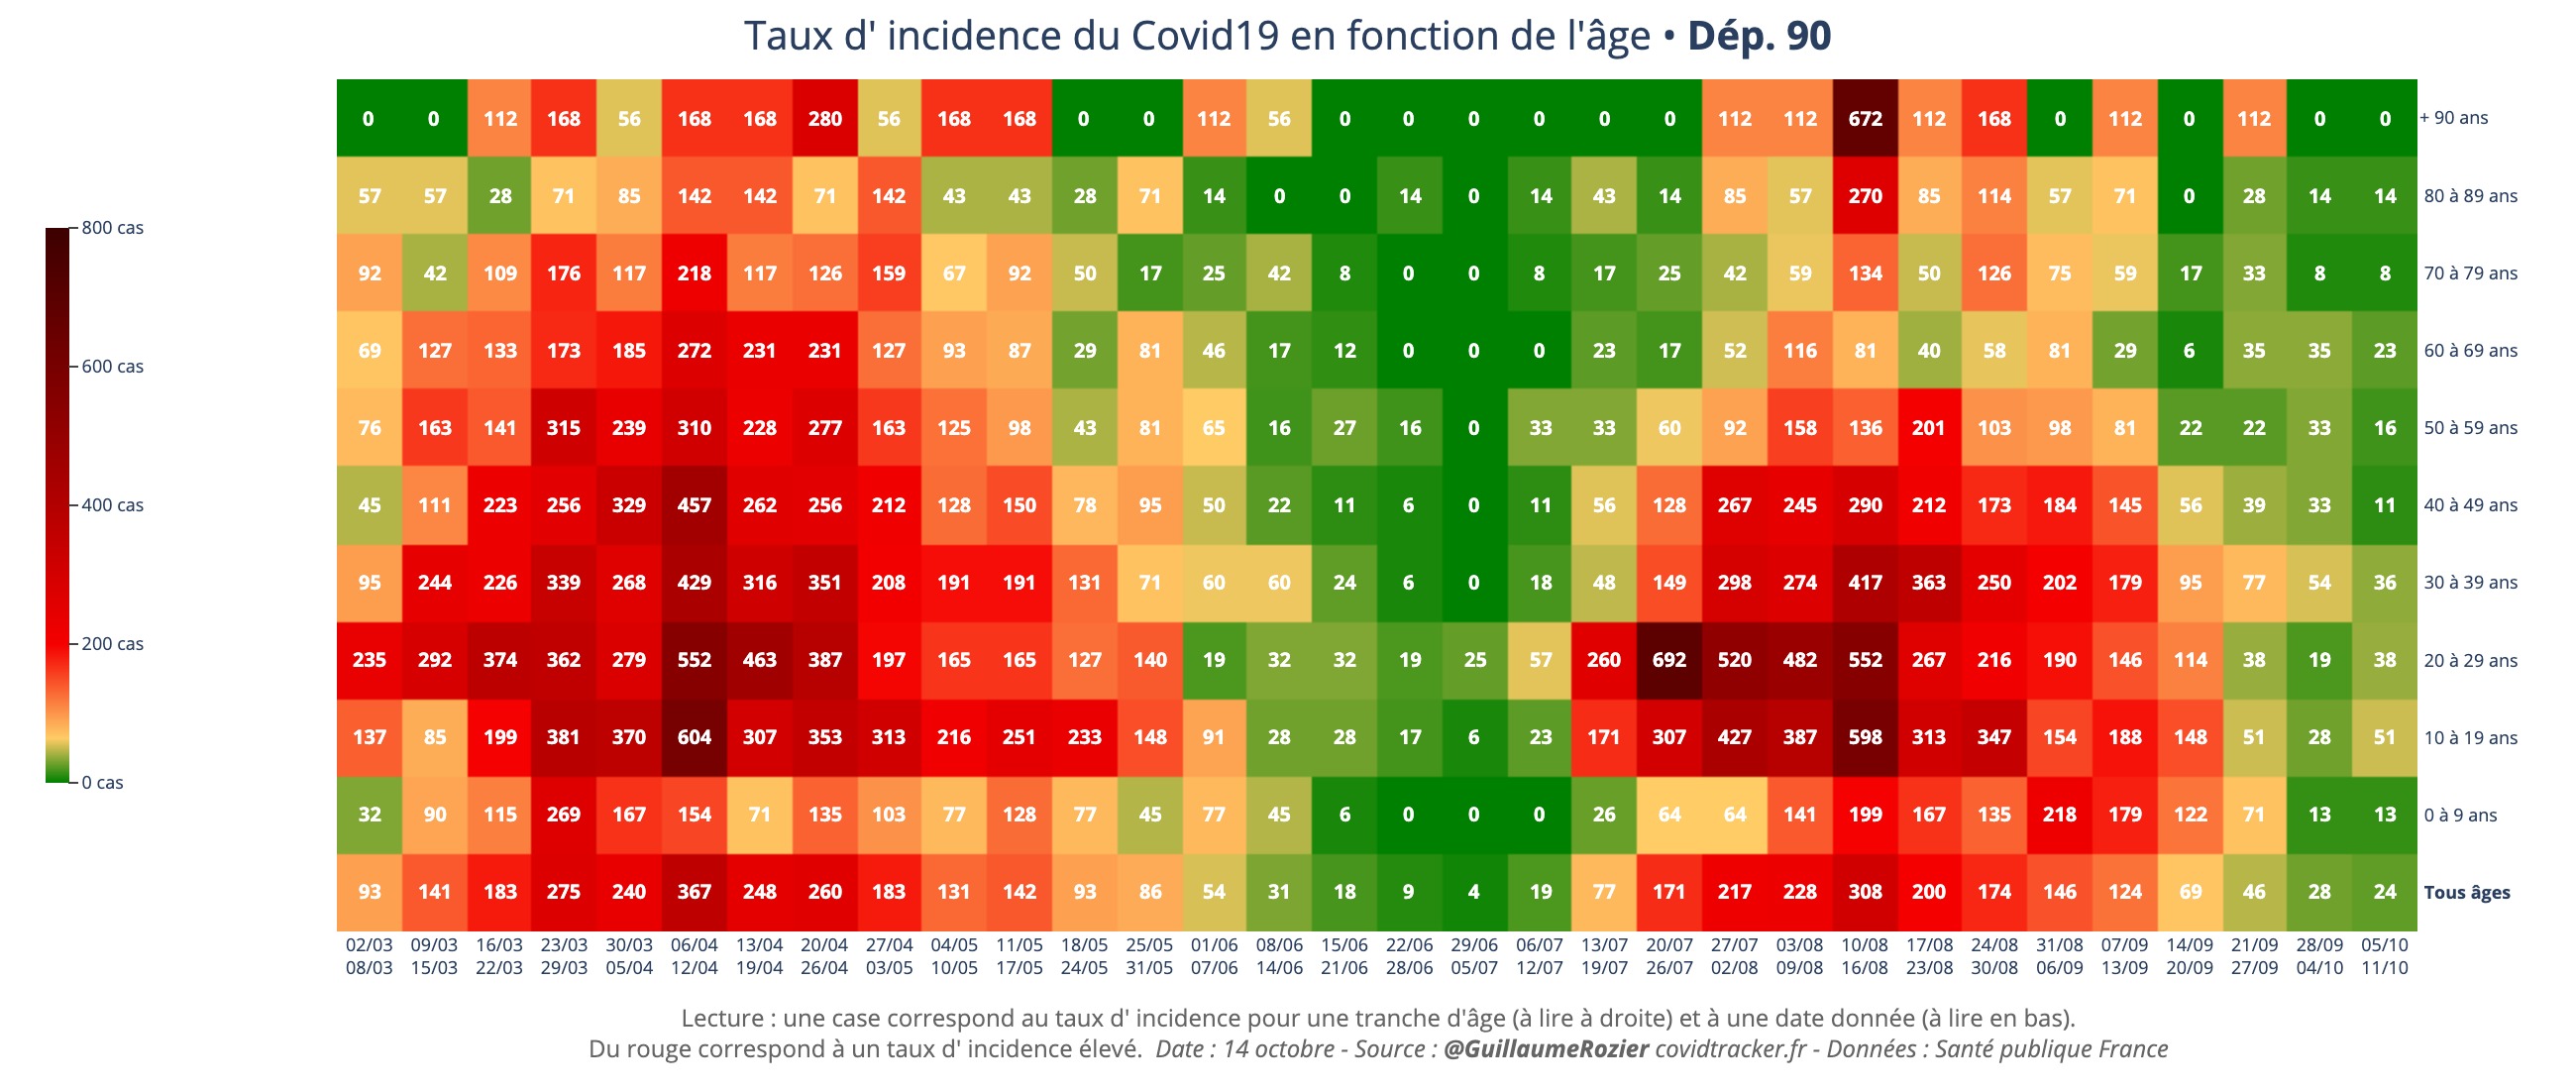 Taux d' incidence du Covid19 en fonction de l'âge • Dép. 90
800 cas
600 cas
400 cas
200 cas
0 cas
0 0 112 168 56 168 168 280 56 168 168 0 0 112 56 0 0 0 0 0 0 112 112 672 112 168 0 112 0 112 0 0 + 90 ans
57 57 28 71 85 142 142 71 142 43 43 28 71 14 0 0 14 0 14 43 14 85 57 270 85 114 57 71 0 28 14 14 80 à 89 ans
92 42 109 176 117 218 117 126 159 67 92 50 17 25 42 8 0 0 8 17 25 42 59 134 50 126 75 59 17 33 8 8 70 à 79 ans
69 127 133 173 185 272 231 231 127 93 87 29 81 46 17 12 0 0 0 23 17 52 116 81 40 58 81 29 6 35 35 23 60 à 69 ans
76 163 141 315 239 310 228 277 163 125 98 43 81 65 16 27 16 0 33 33 60 92 158 136 201 103 98 81 22 22 33 16 50 à 59 ans
45 111 223 256 329 457 262 256 212 128 150 78 95 50 22 11 6 0 11 56 128 267 245 290 212 173 184 145 56 39 33 11 40 à 49 ans
95 244 226 339 268 429 316 351 208 191 191 131 71 60 60 24 6 0 18 48 149 298 274 417 363 250 202 179 95 77 54 36 30 à 39 ans
235 292 374 362 279 552 463 387 197 165 165 127 140 19 32 32 19 25 57 260 692 520 482 552 267 216 190 146 114 38 19 38 20 à 29 ans
137 85 199 381 370 604 307 353 313 216 251 233 148 91 28 28 17 6 23 171 307 427 387 598 313 347 154 188 148 51 28 51 10 à 19 ans
32 90 115 269 167 154 71 135 103 77 128 77 45 77 45 6 0 0 0 26 64 64 141 199 167 135 218 179 122 71 13 13 0 à 9 ans
93 141 183 275 240 367 248 260 183 131 142 93 86 54 31 18 9 4 19 77 171 217 228 308 200 174 146 124 69 46 28 24 Tous âges
02/03 09/03 16/03 23/03 30/03 06/04 13/04 20/04 27/04 04/05 11/05 18/05 25/05 01/06 08/06 15/06 22/06 29/06 06/07 13/07 20/07 27/07 03/08 10/08 17/08 24/08 31/08 07/09 14/09 21/09 28/09 05/10
08/03 15/03 22/03 29/03 05/04 12/04 19/04 26/04 03/05 10/05 17/05 24/05 31/05 07/06 14/06 21/06 28/06 05/07 12/07 19/07 26/07 02/08 09/08 16/08 23/08 30/08 06/09 13/09 20/09 27/09 04/10 11/10
Lecture : une case correspond au taux d' incidence pour une tranche d'âge (à lire à droite) et à une date donnée (à lire en bas).
Du rouge correspond à un taux d' incidence élevé. Date : 14 octobre - Source : @GuillaumeRozier covidtracker.fr - Données : Santé publique France